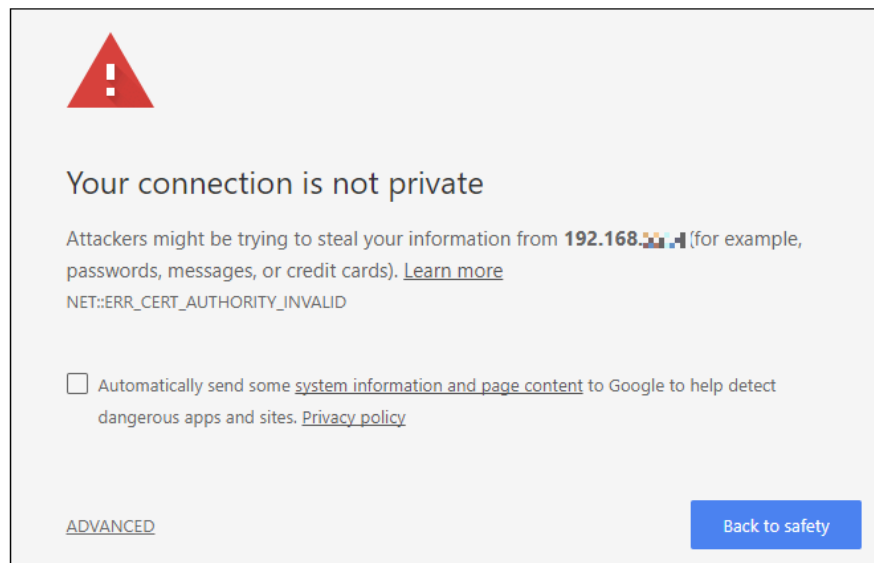 Your connection is not private
Attackers might be trying to steal your information from 192.168. (for example,
passwords, messages, or credit cards). Learn more
NET::ERR_CERT_AUTHORITY_INVALID
Automatically send some system information and page content to Google to help detect
dangerous apps and sites. Privacy policy
ADVANCED
Back to safety